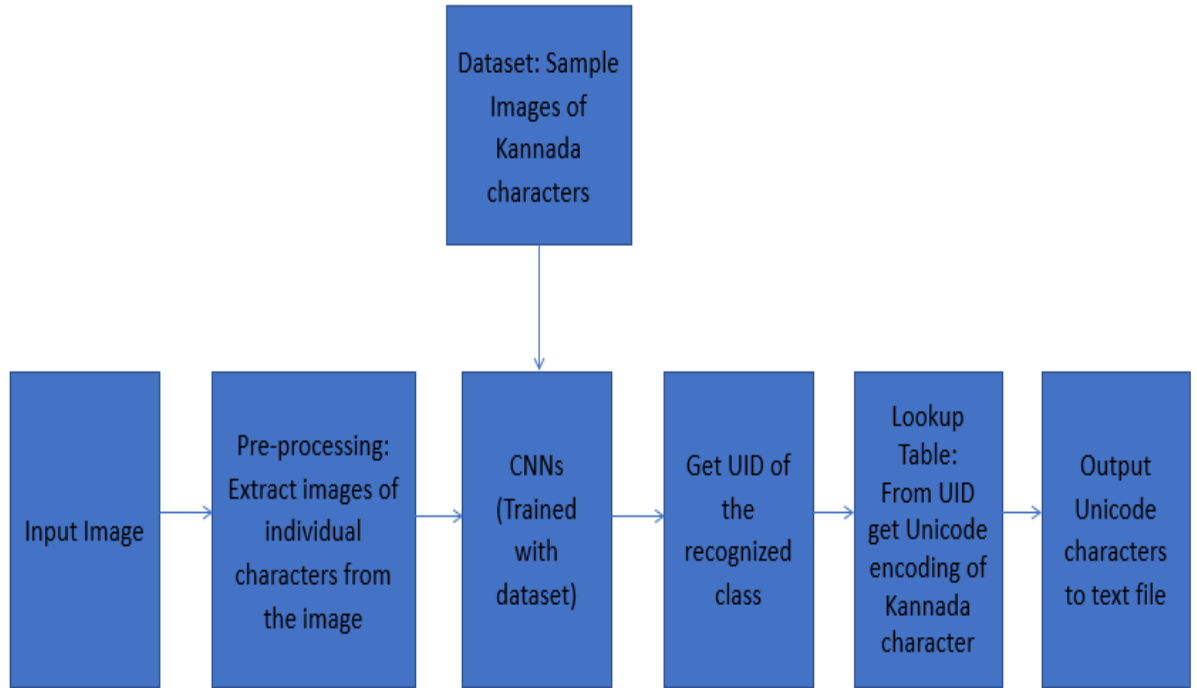 Dataset: Sample
Images of
Kannada
characters
Input Image
Pre-processing:
Extract images of
individual
characters from
the image
CNNs
(Trained
with
dataset)
Get UID of
the
recognized
class
Lookup
Table:
From UID
get Unicode
encoding of
Kannada
character
Output
Unicode
characters
to text file